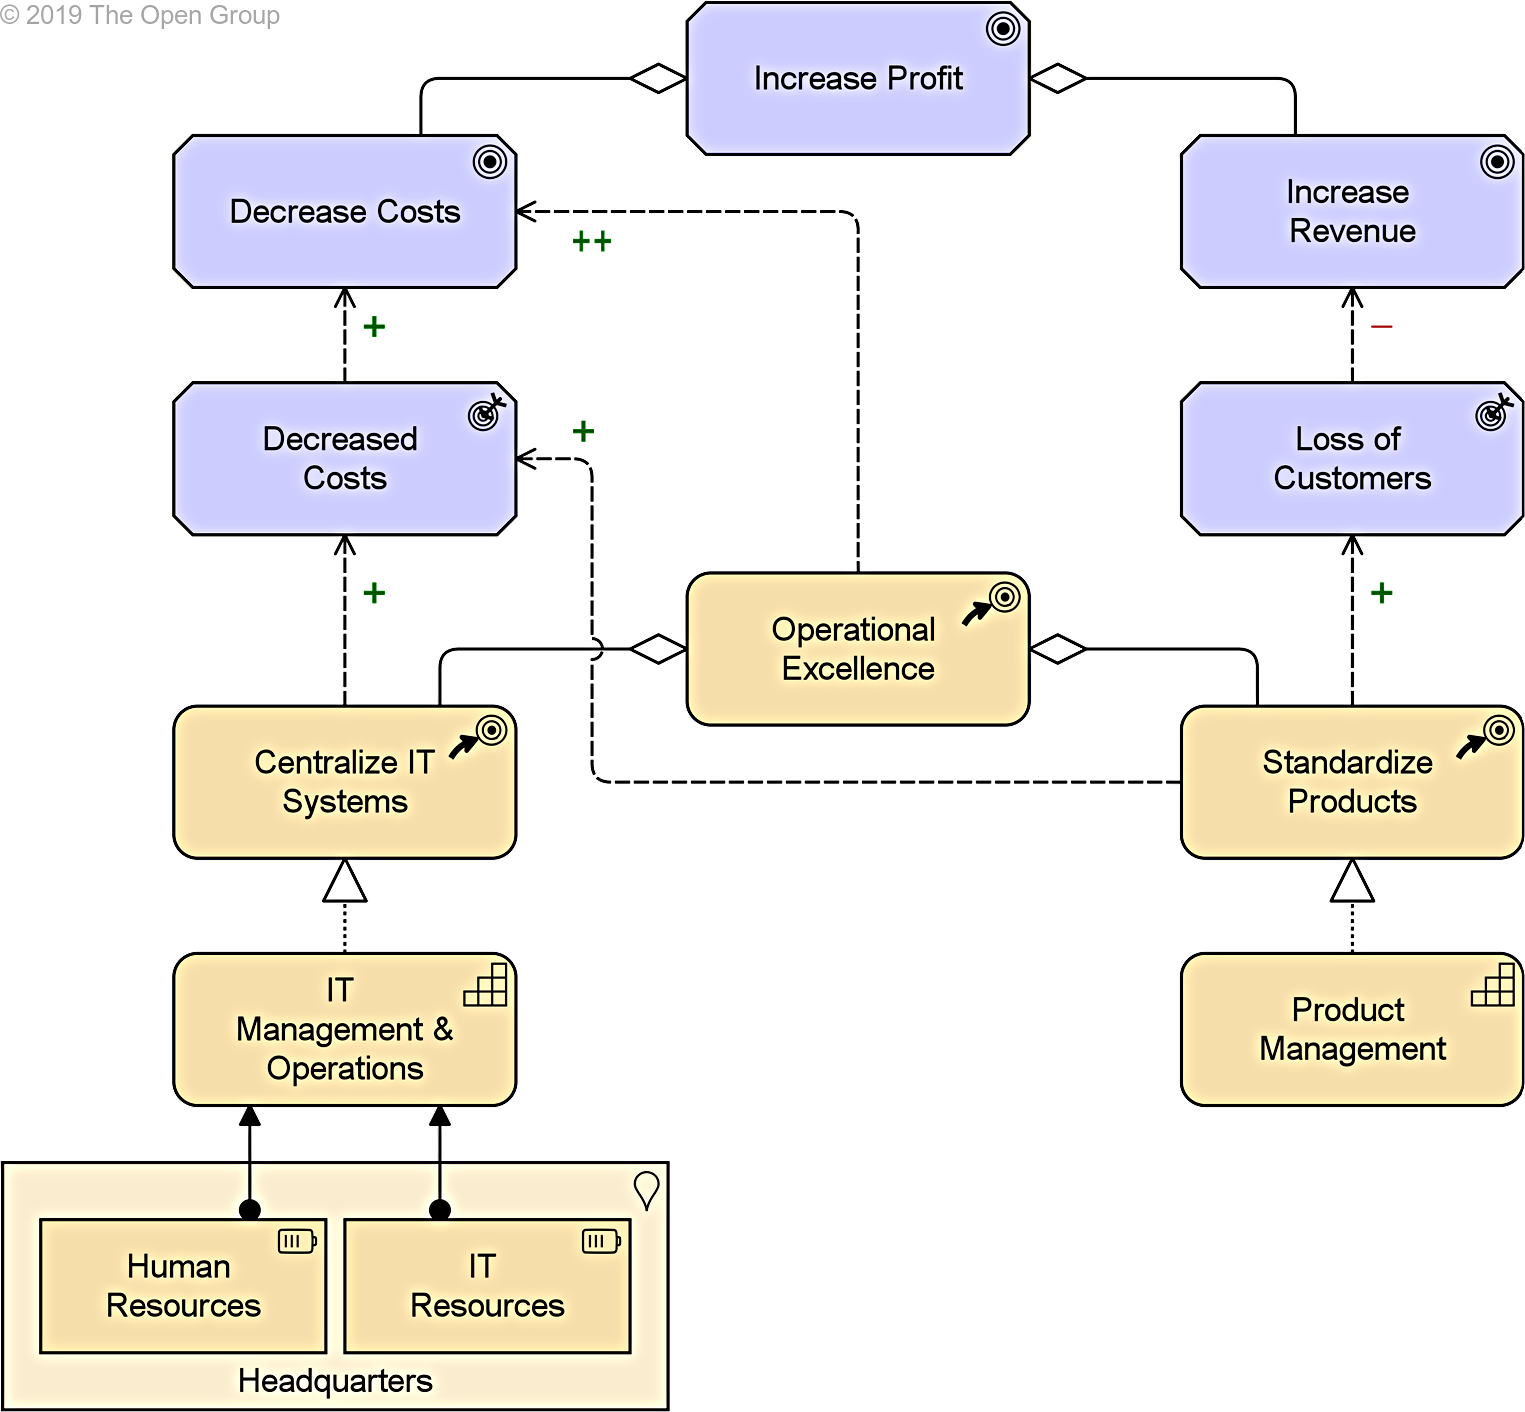 © 2019 The Open Group
Increase Profit
Decrease Costs
Increase
Revenue
++
+
–
Decreased
Costs
+
Loss of
Customers
Operational
Excellence
+
+
Centralize IT
Systems
Standardize
Products
IT
Management &
Operations
Product
Management
Human
Resources
IT
Resources
Headquarters